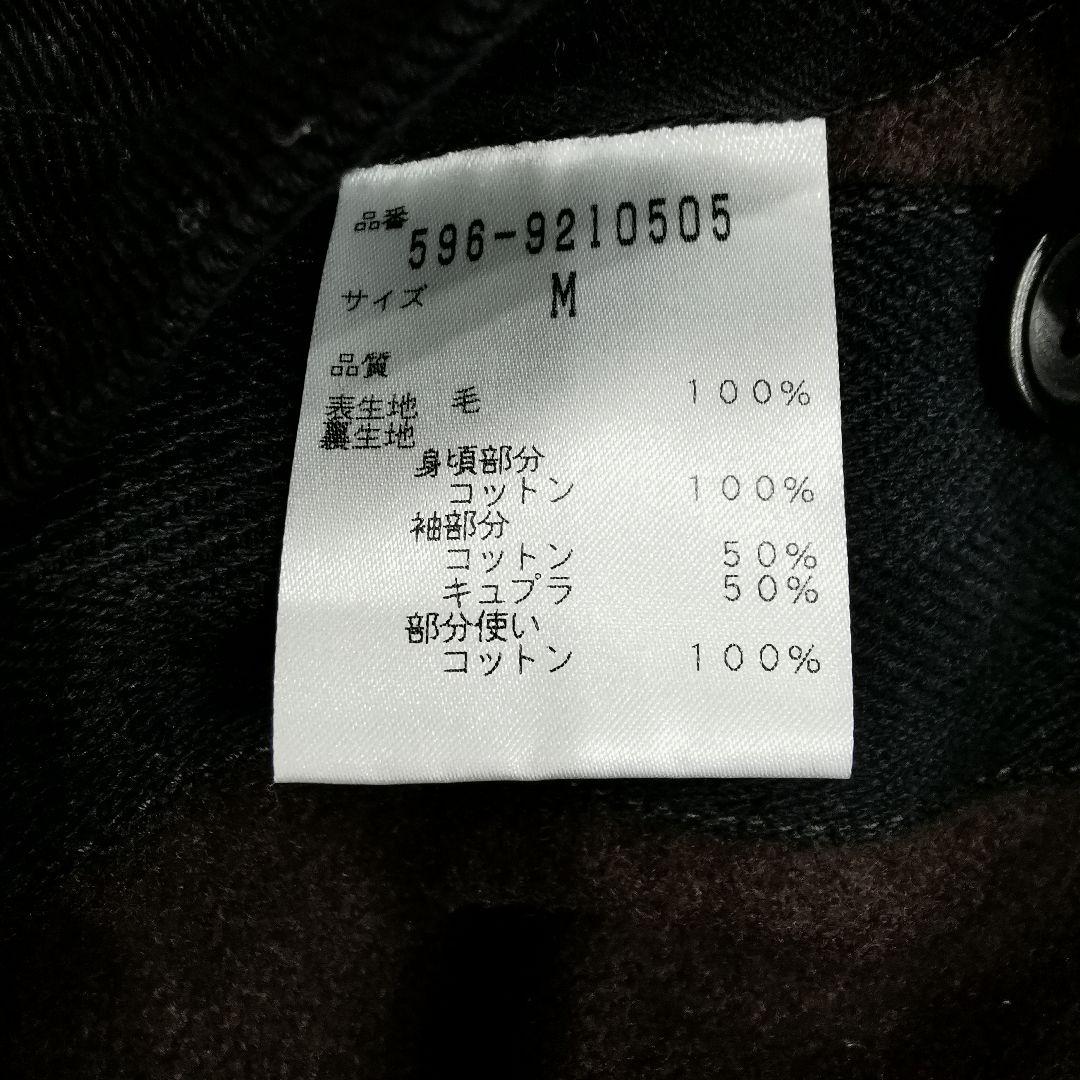 品番 596-9210505
サイズ M
品質
表生地 毛 100%
裏生地
身頃部分
コットン 100%
袖部分
コットン 50%
キュプラ 50%
部分使い
コットン 100%